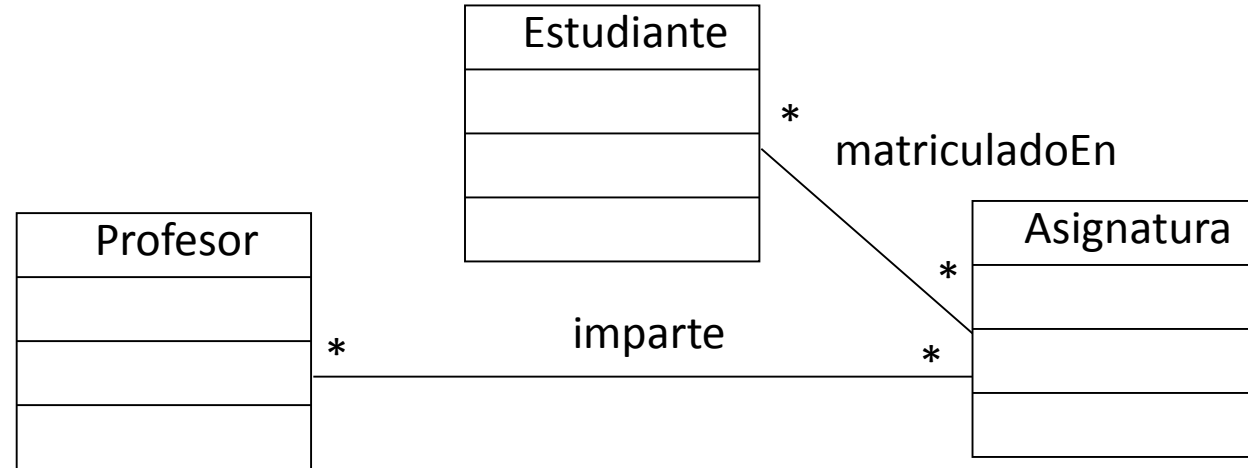 Estudiante
*
matriculadoEn
Profesor
Asignatura
*
imparte
*
*